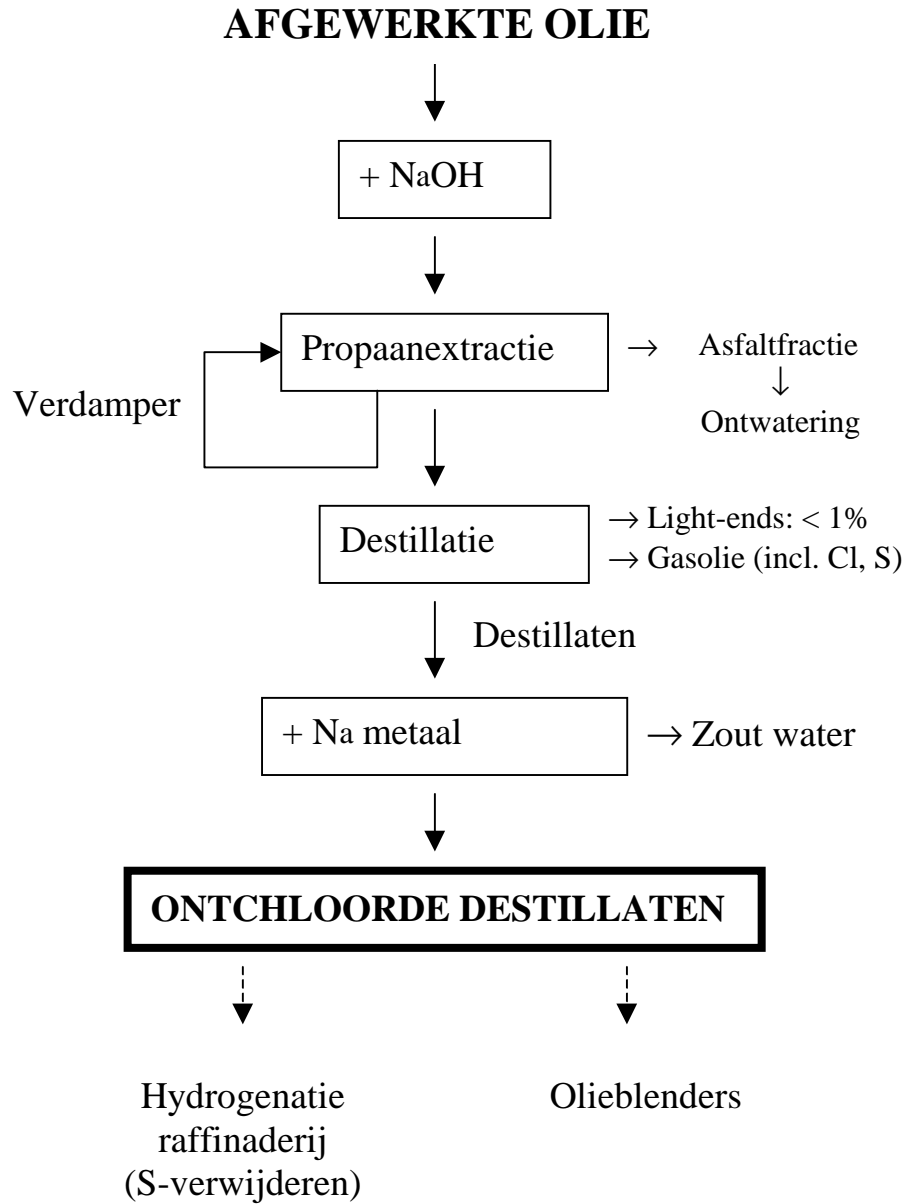 AFGEWERKTE OLIE
+ NaOH
Propaanextractie
→ Asfaltfractie
Verdamper
Ontwatering
Destillatie
→ Light-ends: < 1%
→ Gasolie (incl. Cl, S)
Destillaten
+ Na metaal
→ Zout water
ONTCHLOORDE DESTILLATEN
Hydrogenatie
raffinaderij
(S-verwijderen)
Olieblenders